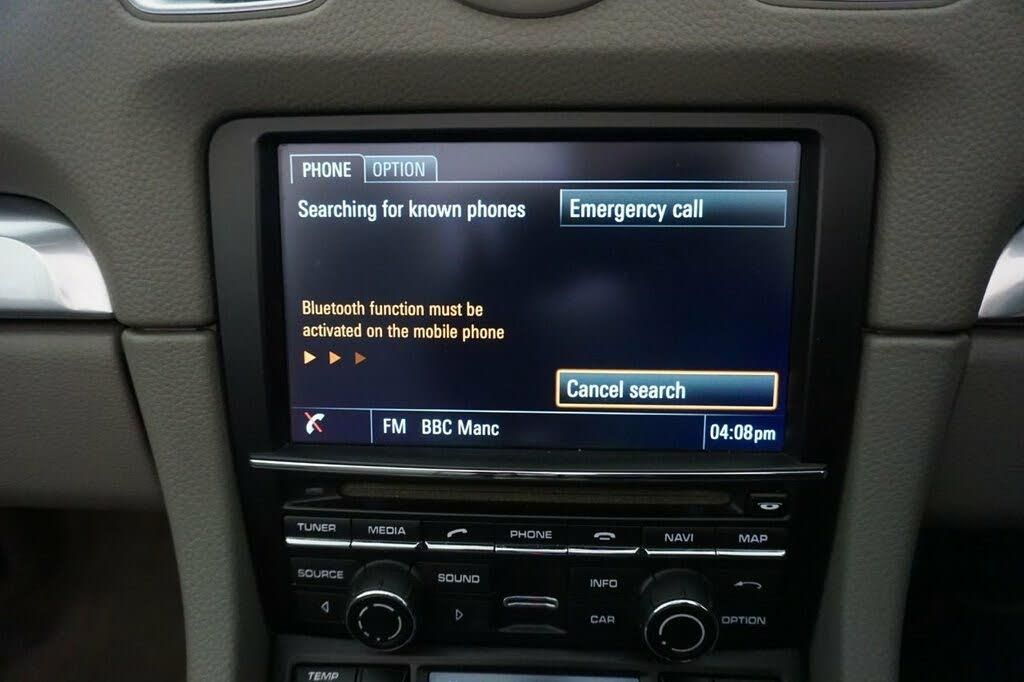 PHONE OPTION
Searching for known phones Emergency call
Bluetooth function must be
activated on the mobile phone
Cancel search
FM BBC Manc 04:08pm
TUNER MEDIA PHONE NAVI MAP
SOURCE SOUND INFO
CAR OPTION
TEMP